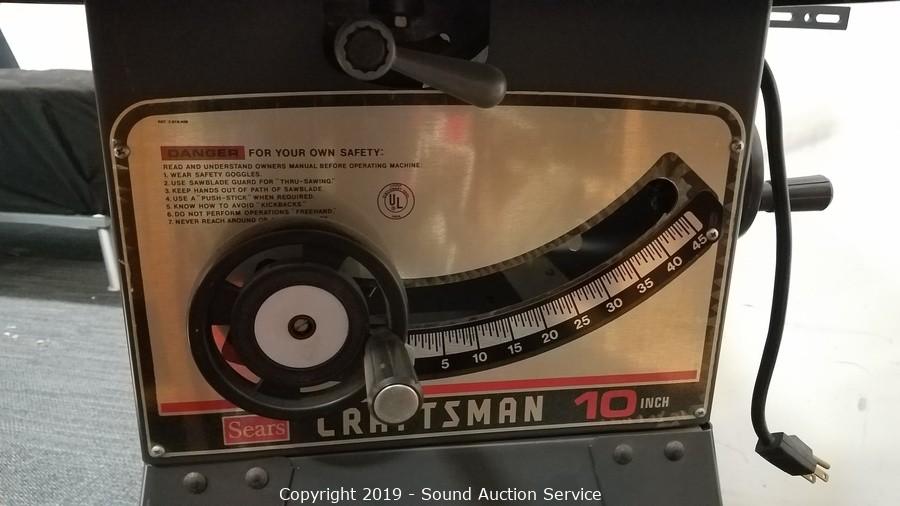 DANGER FOR YOUR OWN SAFETY:
READ AND UNDERSTAND OWNERS MANUAL BEFORE OPERATING MACHINE:
1. WEAR SAFETY GOGGLES.
2. USE SAWBLADE GUARD FOR "THRU-SAWING."
3. KEEP HANDS OUT OF PATH OF SAWBLADE.
4. USE A "PUSH-STICK" WHEN REQUIRED.
5. KNOW HOW TO AVOID "KICKBACKS."
6. DO NOT PERFORM OPERATIONS "FREEHAND."
7. NEVER REACH AROUND OR
UL
5 10 15 20 25 30 35 40 45
Sears CRAFTSMAN 10 INCH
Copyright 2019 - Sound Auction Service